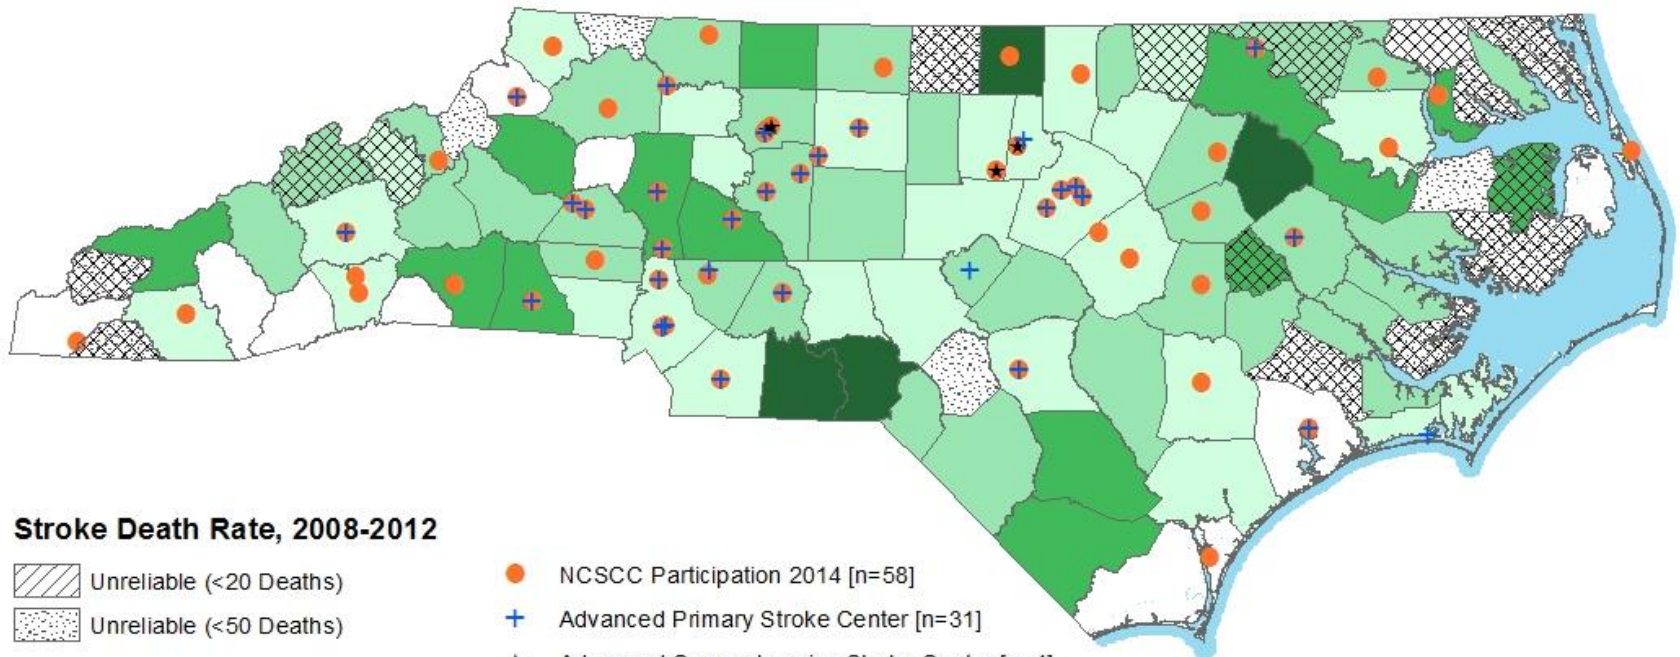 Stroke Death Rate, 2008-2012
Unreliable (<20 Deaths)
Unreliable (<50 Deaths)
NCSCC Participation 2014 [n=58]
Advanced Primary Stroke Center [n=31]